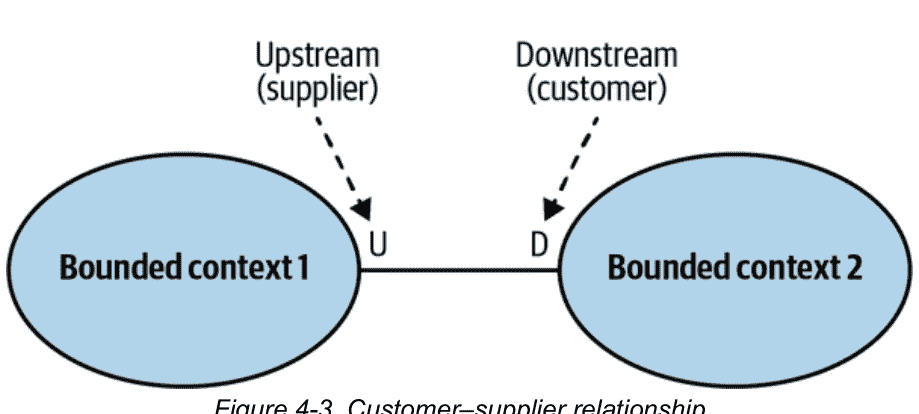 Upstream
(supplier)
Downstream
(customer)
U
D
Bounded context 1
Bounded context 2
Figure 4-3. Customer–supplier relationship